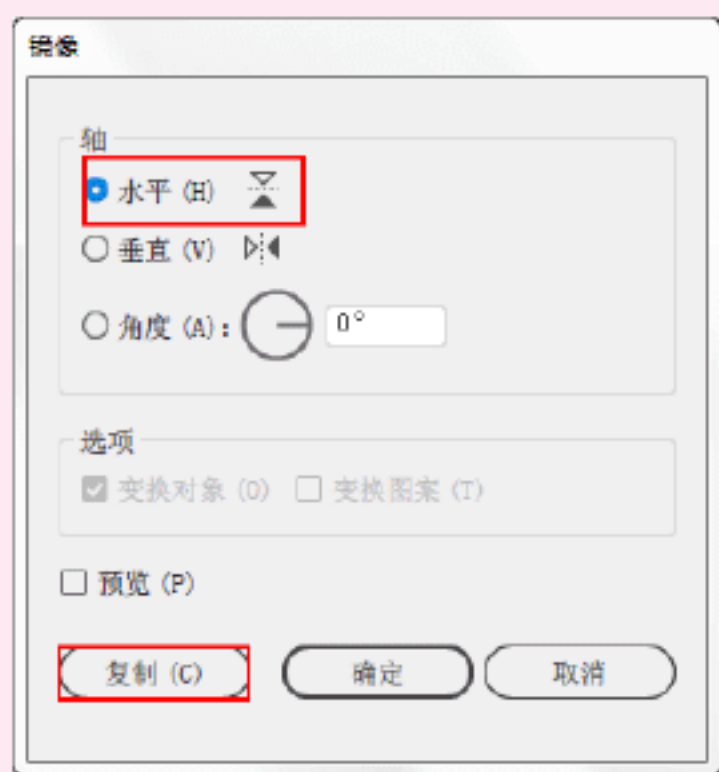 镜像
轴
水平 (H)
垂直 (V)
角度 (A): 0°
选项
变换对象 (O) 变换图案 (T)
预览 (P)
复制 (C) 确定 取消